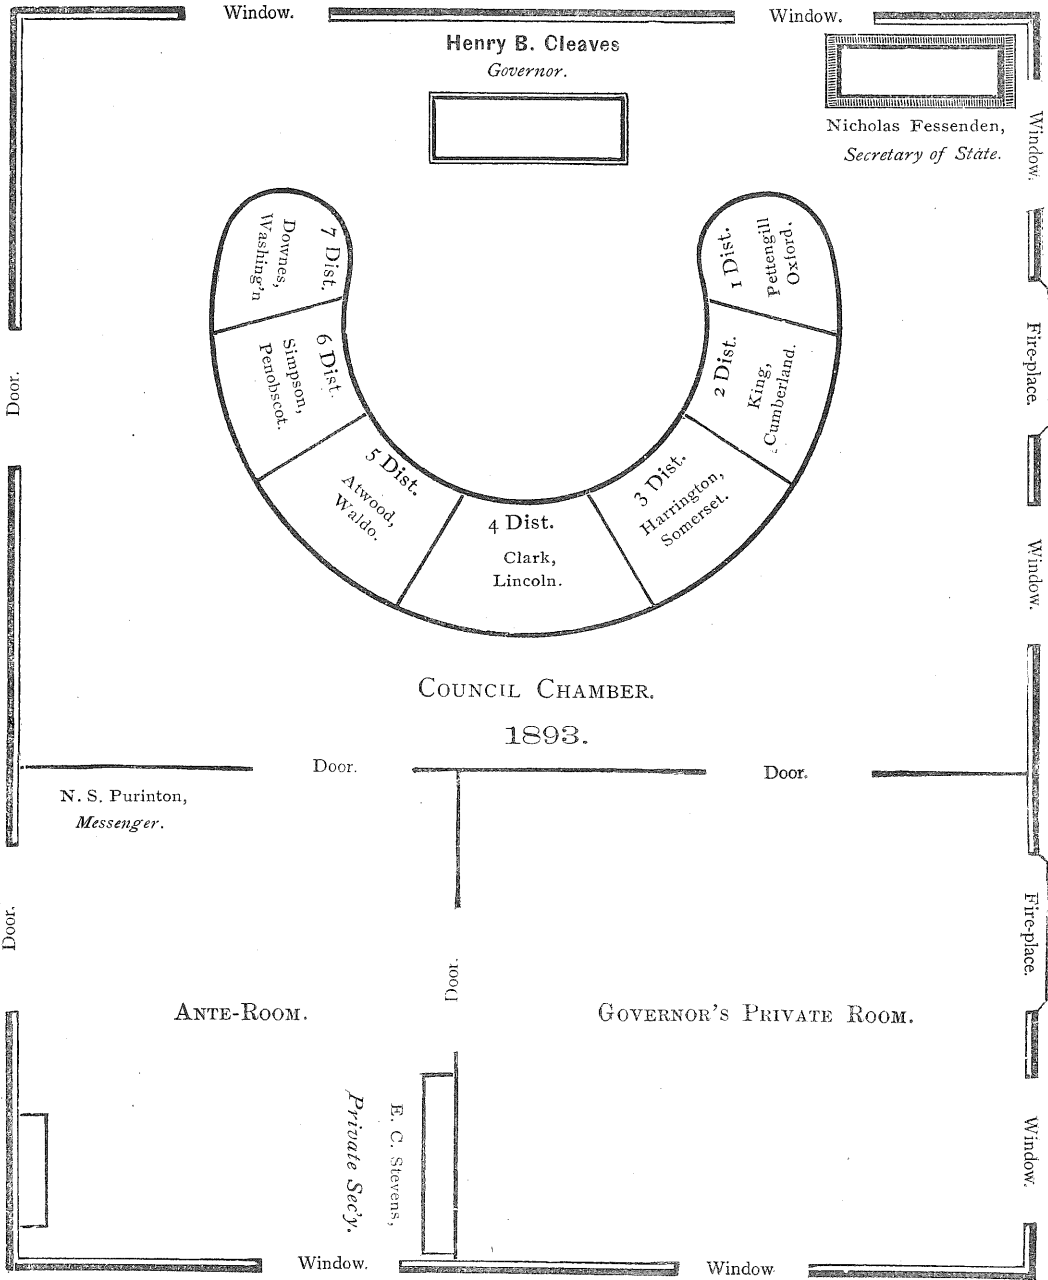 Window.
Window.
Henry B. Cleaves
Governor.
Nicholas Fessenden,
Secretary of State.
Window.
7 Dist.
Downes,
Washing'n
1 Dist.
Pettengill
Oxford.
6 Dist.
Simpson,
Penobscot.
2 Dist.
King,
Cumberland.
Door.
Fire-place.
5 Dist.
Atwood,
Waldo.
4 Dist.
Clark,
Lincoln.
3 Dist.
Harrington,
Somerset.
Window.
COUNCIL CHAMBER.
1893.
Door.
Door.
N. S. Purinton,
Messenger.
Door.
Door.
Fire-place.
ANTE-ROOM.
GOVERNOR'S PRIVATE ROOM.
E. C. Stevens,
Private Sec'y.
Window.
Window.
Window